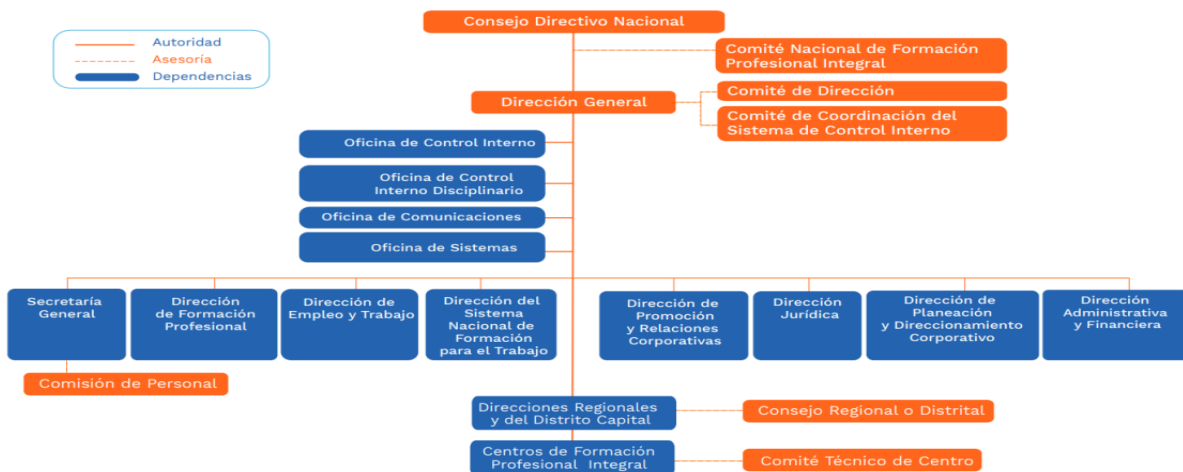 Consejo Directivo Nacional
Autoridad
Asesoría
Dependencias
Comité Nacional de Formación
Profesional Integral
Dirección General
Comité de Dirección
Comité de Coordinación del
Sistema de Control Interno
Oficina de Control Interno
Oficina de Control
Interno Disciplinario
Oficina de Comunicaciones
Oficina de Sistemas
Secretaría
General
Dirección
de Formación
Profesional
Dirección de
Empleo y Trabajo
Dirección del
Sistema
Nacional de
Formación
para el Trabajo
Dirección de
Promoción
y Relaciones
Corporativas
Dirección
Jurídica
Dirección de
Planeación
y Direccionamiento
Corporativo
Dirección
Administrativa
y Financiera
Comisión de Personal
Direcciones Regionales
y del Distrito Capital
Consejo Regional o Distrital
Centros de Formación
Profesional Integral
Comité Técnico de Centro